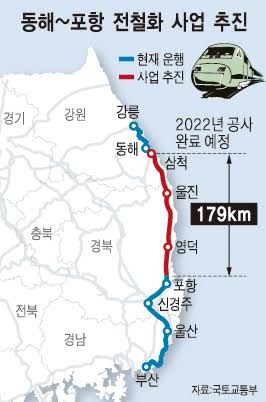 동해~포항 전철화 사업 추진
현재 운행
사업 추진
강릉
경기
강원
2022년 공사
완료 예정
동해
삼척
울진
179km
충북
경북
영덕
포항
전북
신경주
울산
경남
부산
자료:국토교통부